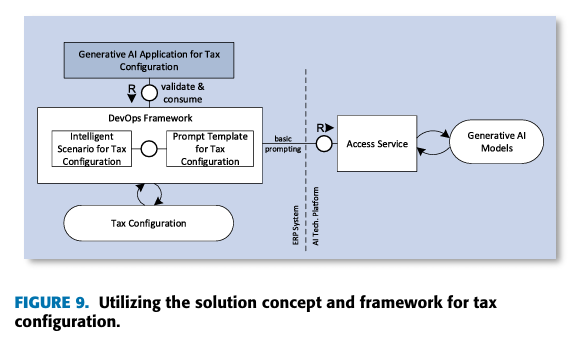 Generative AI Application for Tax
Configuration
R
validate &
consume
DevOps Framework
Intelligent
Scenario for Tax
Configuration
Prompt Template
for Tax
Configuration
basic
prompting
R
Access Service
Generative AI
Models
Tax Configuration
ERP System
AI Tech. Platform
FIGURE 9. Utilizing the solution concept and framework for tax
configuration.